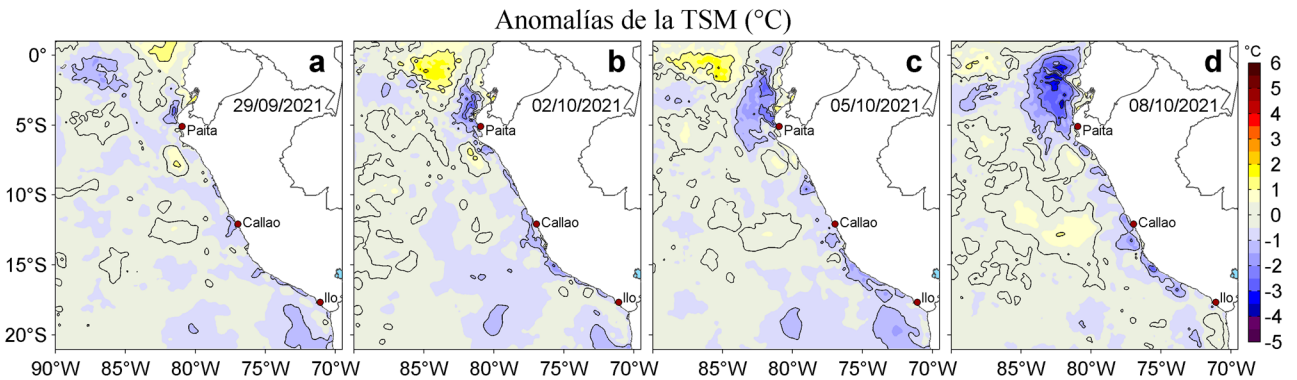 Anomalías de la TSM (°C)
a
29/09/2021
Paita
Callao
Ilo
b
02/10/2021
Paita
Callao
Ilo
c
05/10/2021
Paita
Callao
Ilo
d
08/10/2021
Paita
Callao
Ilo
0°
5°S
10°S
15°S
20°S
90°W 85°W 80°W 75°W 70°W
85°W 80°W 75°W 70°W
85°W 80°W 75°W 70°W
85°W 80°W 75°W 70°W
°C
6
5
4
3
2
1
0
-1
-2
-3
-4
-5